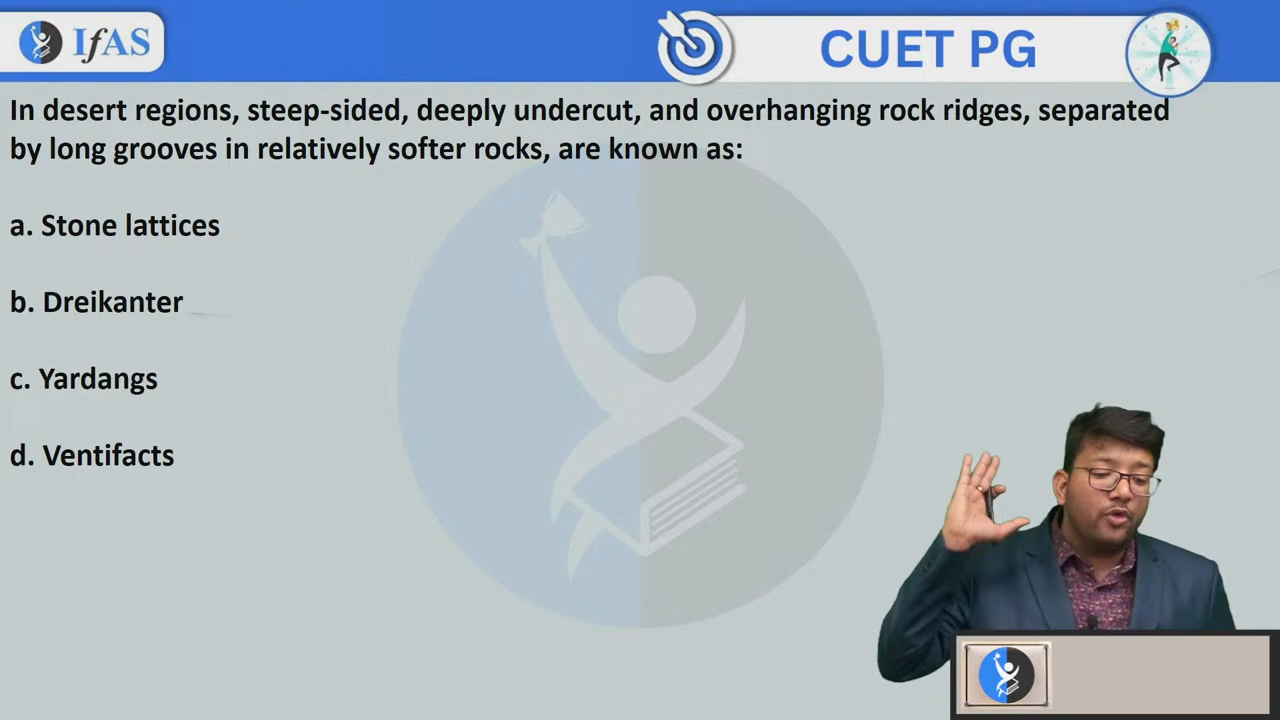 IfAS
CUET PG
In desert regions, steep-sided, deeply undercut, and overhanging rock ridges, separated
by long grooves in relatively softer rocks, are known as:
a. Stone lattices
b. Dreikanter
c. Yardangs
d. Ventifacts